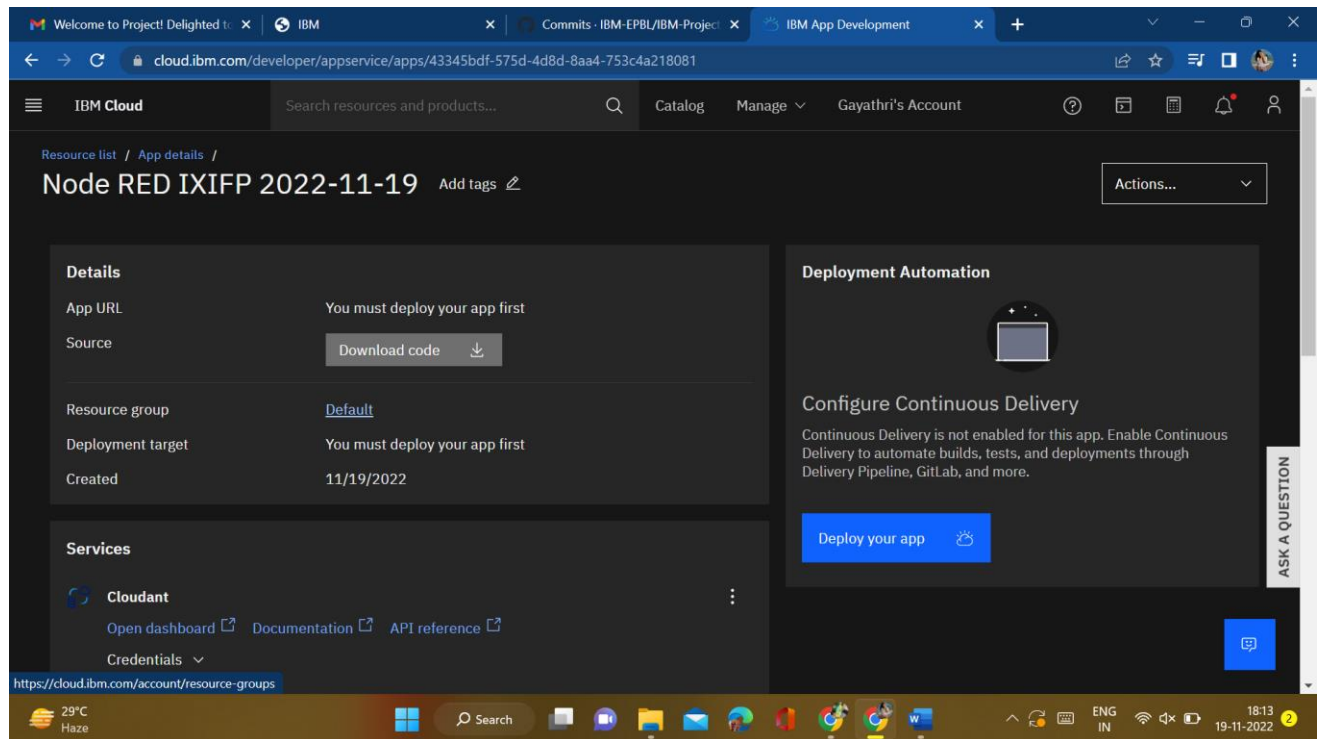 Welcome to Project! Delighted to
IBM
Commits · IBM-EPBL/IBM-Project
IBM App Development
cloud.ibm.com/developer/appservice/apps/43345bdf-575d-4d8d-8aa4-753c4a218081
IBM Cloud
Search resources and products...
Catalog
Manage
Gayathri's Account
Resource list / App details /
Node RED IXIFP 2022-11-19
Add tags
Actions...
Details
App URL
You must deploy your app first
Source
Download code
Resource group
Default
Deployment target
You must deploy your app first
Created
11/19/2022
Deployment Automation
Configure Continuous Delivery
Continuous Delivery is not enabled for this app. Enable Continuous
Delivery to automate builds, tests, and deployments through
Delivery Pipeline, GitLab, and more.
Deploy your app
ASK A QUESTION
Services
Cloudant
Open dashboard
Documentation
API reference
Credentials
https://cloud.ibm.com/account/resource-groups
29°C
Haze
Search
ENG
IN
18:13
19-11-2022
2